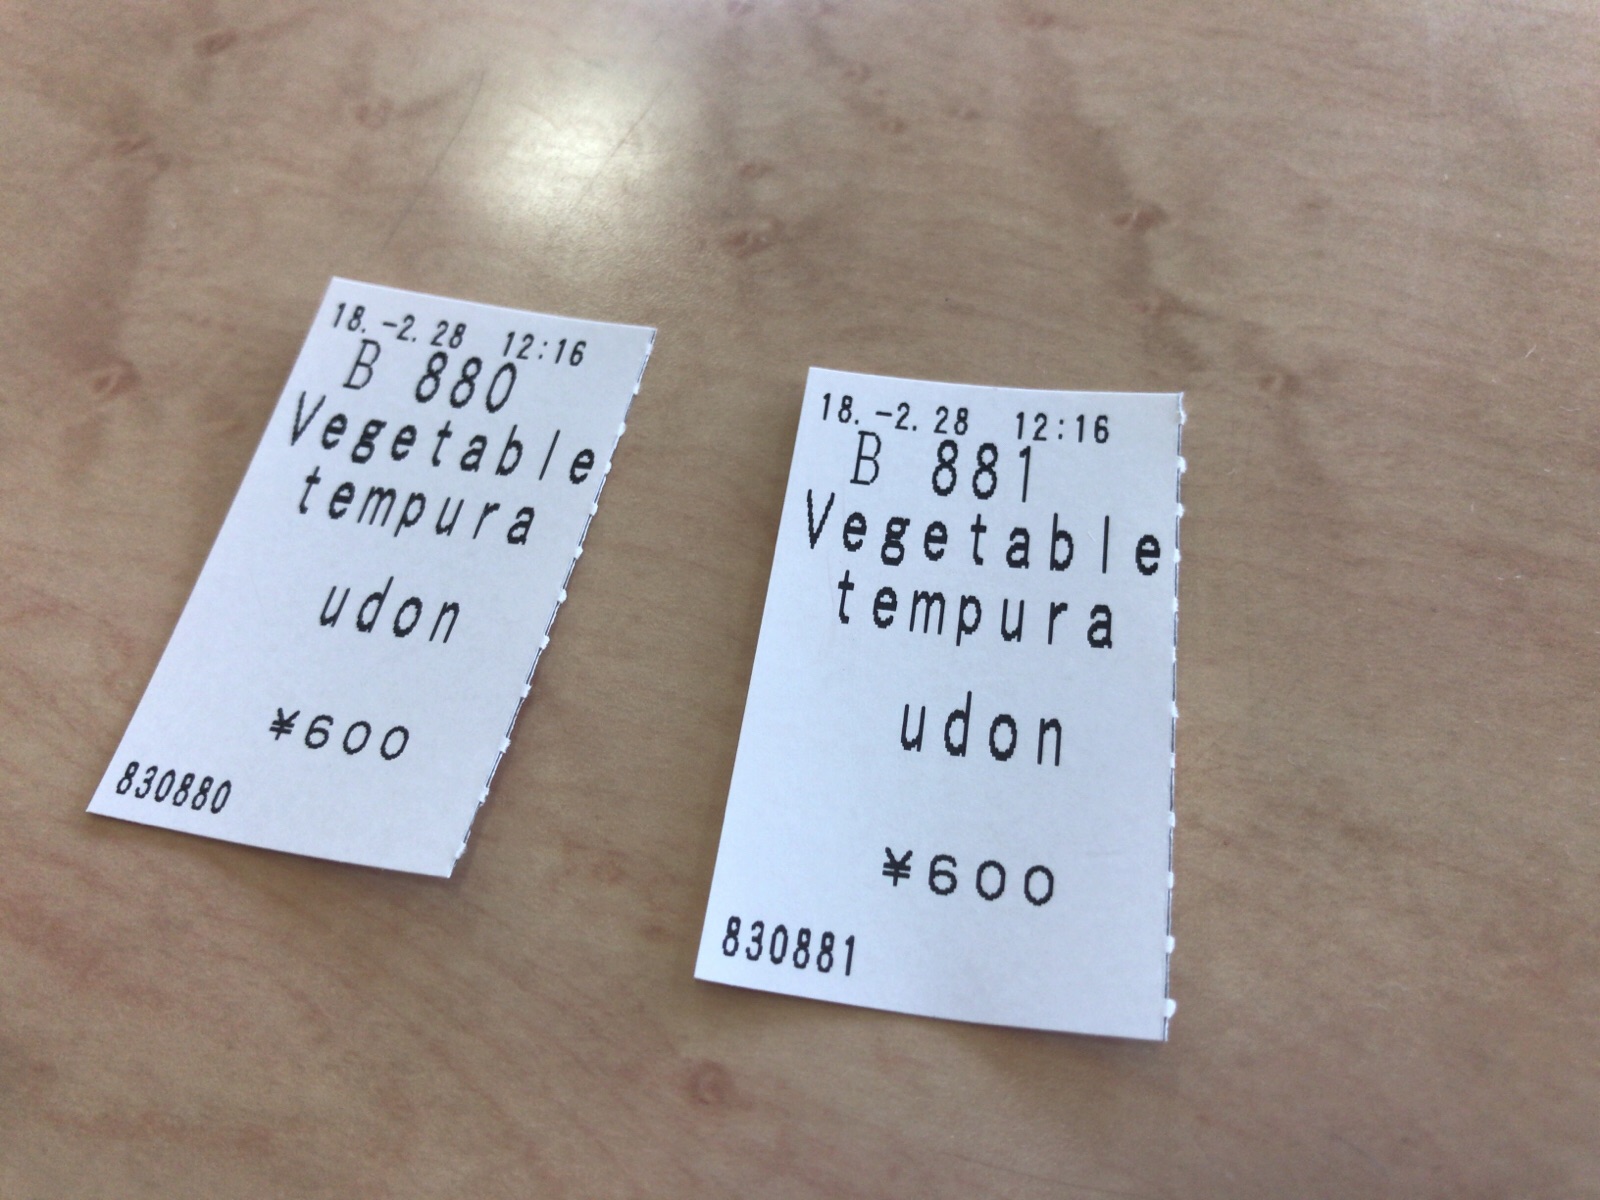 18.-2.28 12:16
B 880
Vegetable
tempura
udon
¥600
830880
18.-2.28 12:16
B 881
Vegetable
tempura
udon
¥600
830881